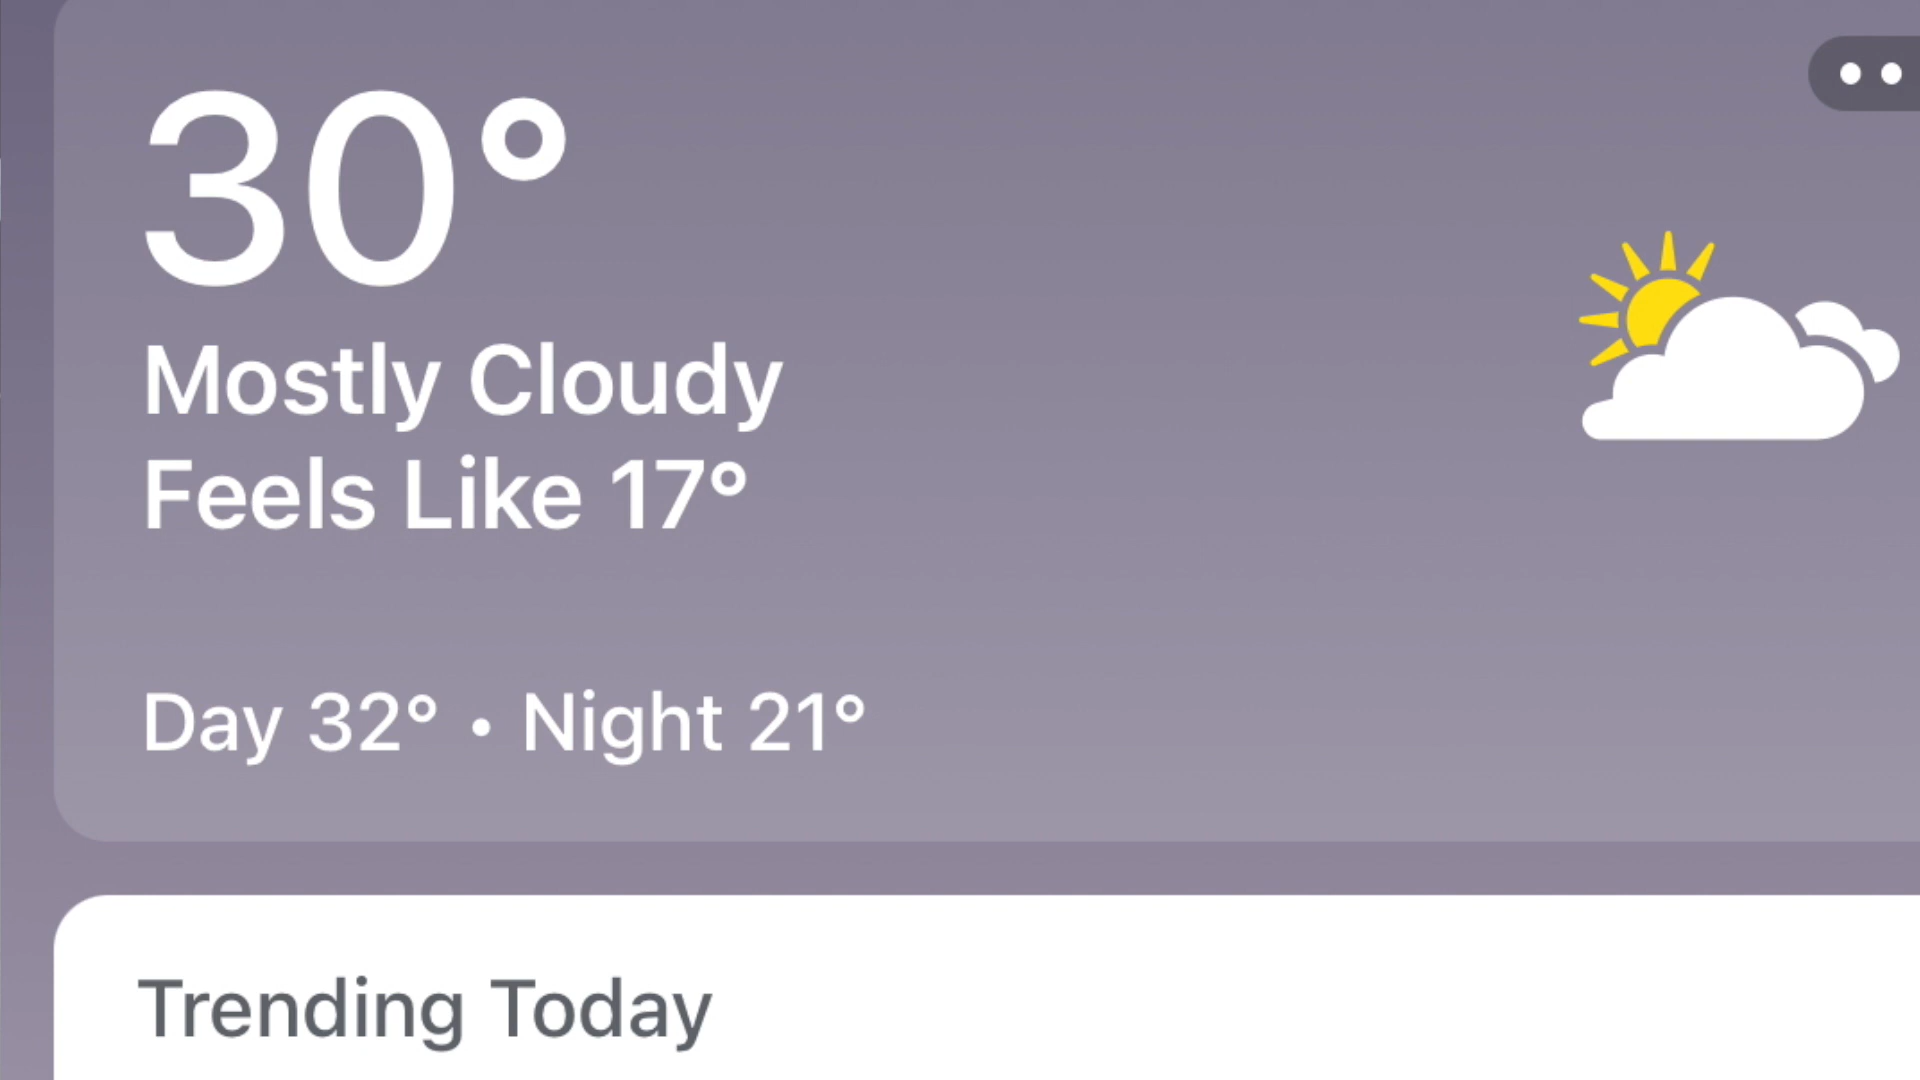 30°
Mostly Cloudy
Feels Like 17°
Day 32° • Night 21°
Trending Today